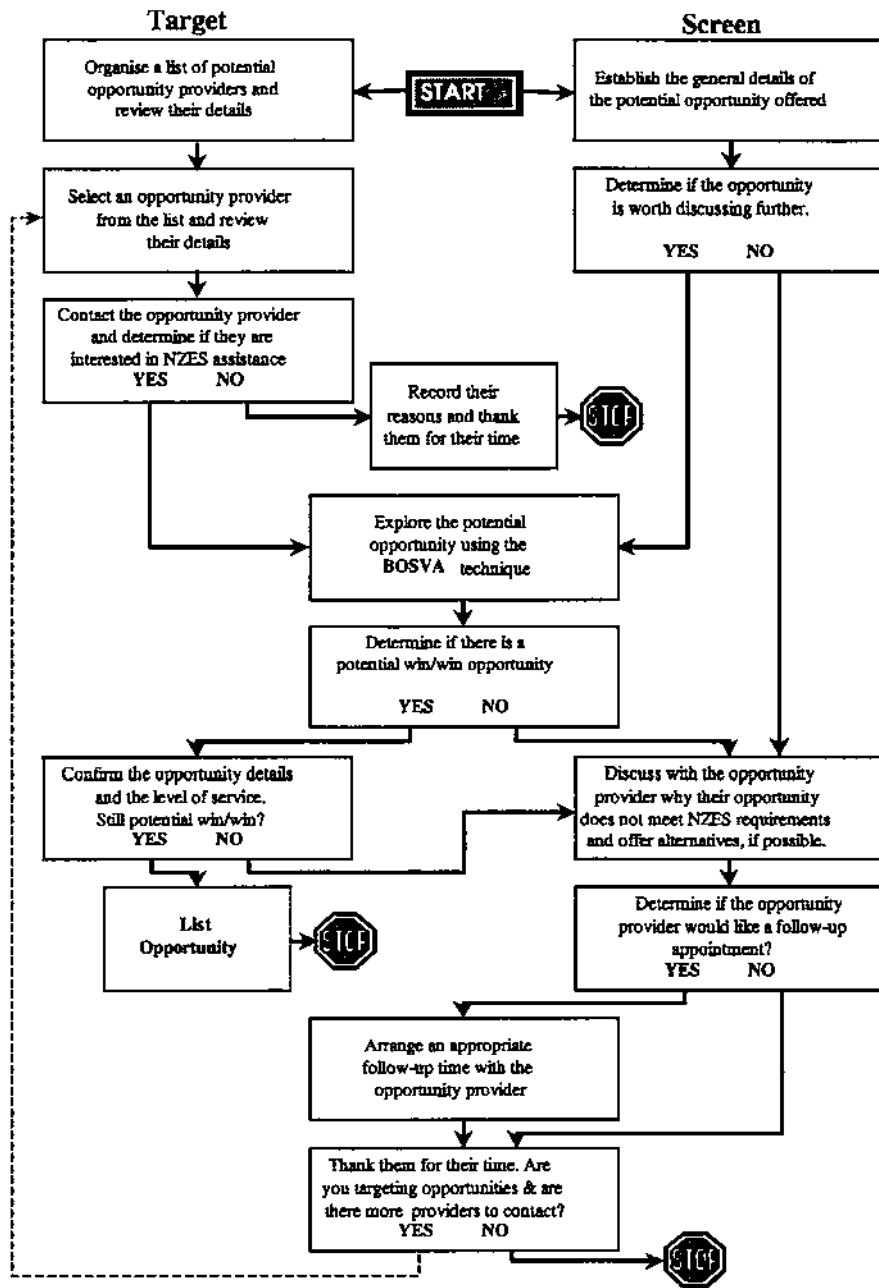 Target
Screen
Organise a list of potential
opportunity providers and
review their details
START
Establish the general details of
the potential opportunity offered
Select an opportunity provider
from the list and review
their details
Determine if the opportunity
is worth discussing further.
YES NO
Contact the opportunity provider
and determine if they are
interested in NZES assistance
YES NO
Record their
reasons and thank
them for their time
STOP
Explore the potential
opportunity using the
BOSVA technique
Determine if there is a
potential win/win opportunity
YES NO
Confirm the opportunity details
and the level of service.
Still potential win/win?
YES NO
Discuss with the opportunity
provider why their opportunity
does not meet NZES requirements
and offer alternatives, if possible.
List
Opportunity
STOP
Determine if the opportunity
provider would like a follow-up
appointment?
YES NO
Arrange an appropriate
follow-up time with the
opportunity provider
Thank them for their time. Are
you targeting opportunities & are
there more providers to contact?
YES NO
STOP